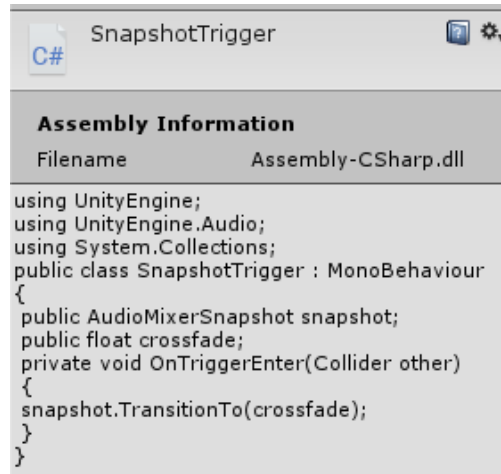 SnapshotTrigger
C#
Assembly Information
Filename Assembly-CSharp.dll
using UnityEngine;
using UnityEngine.Audio;
using System.Collections;
public class SnapshotTrigger : MonoBehaviour
{
public AudioMixerSnapshot snapshot;
public float crossfade;
private void OnTriggerEnter(Collider other)
{
snapshot.TransitionTo(crossfade);
}
}